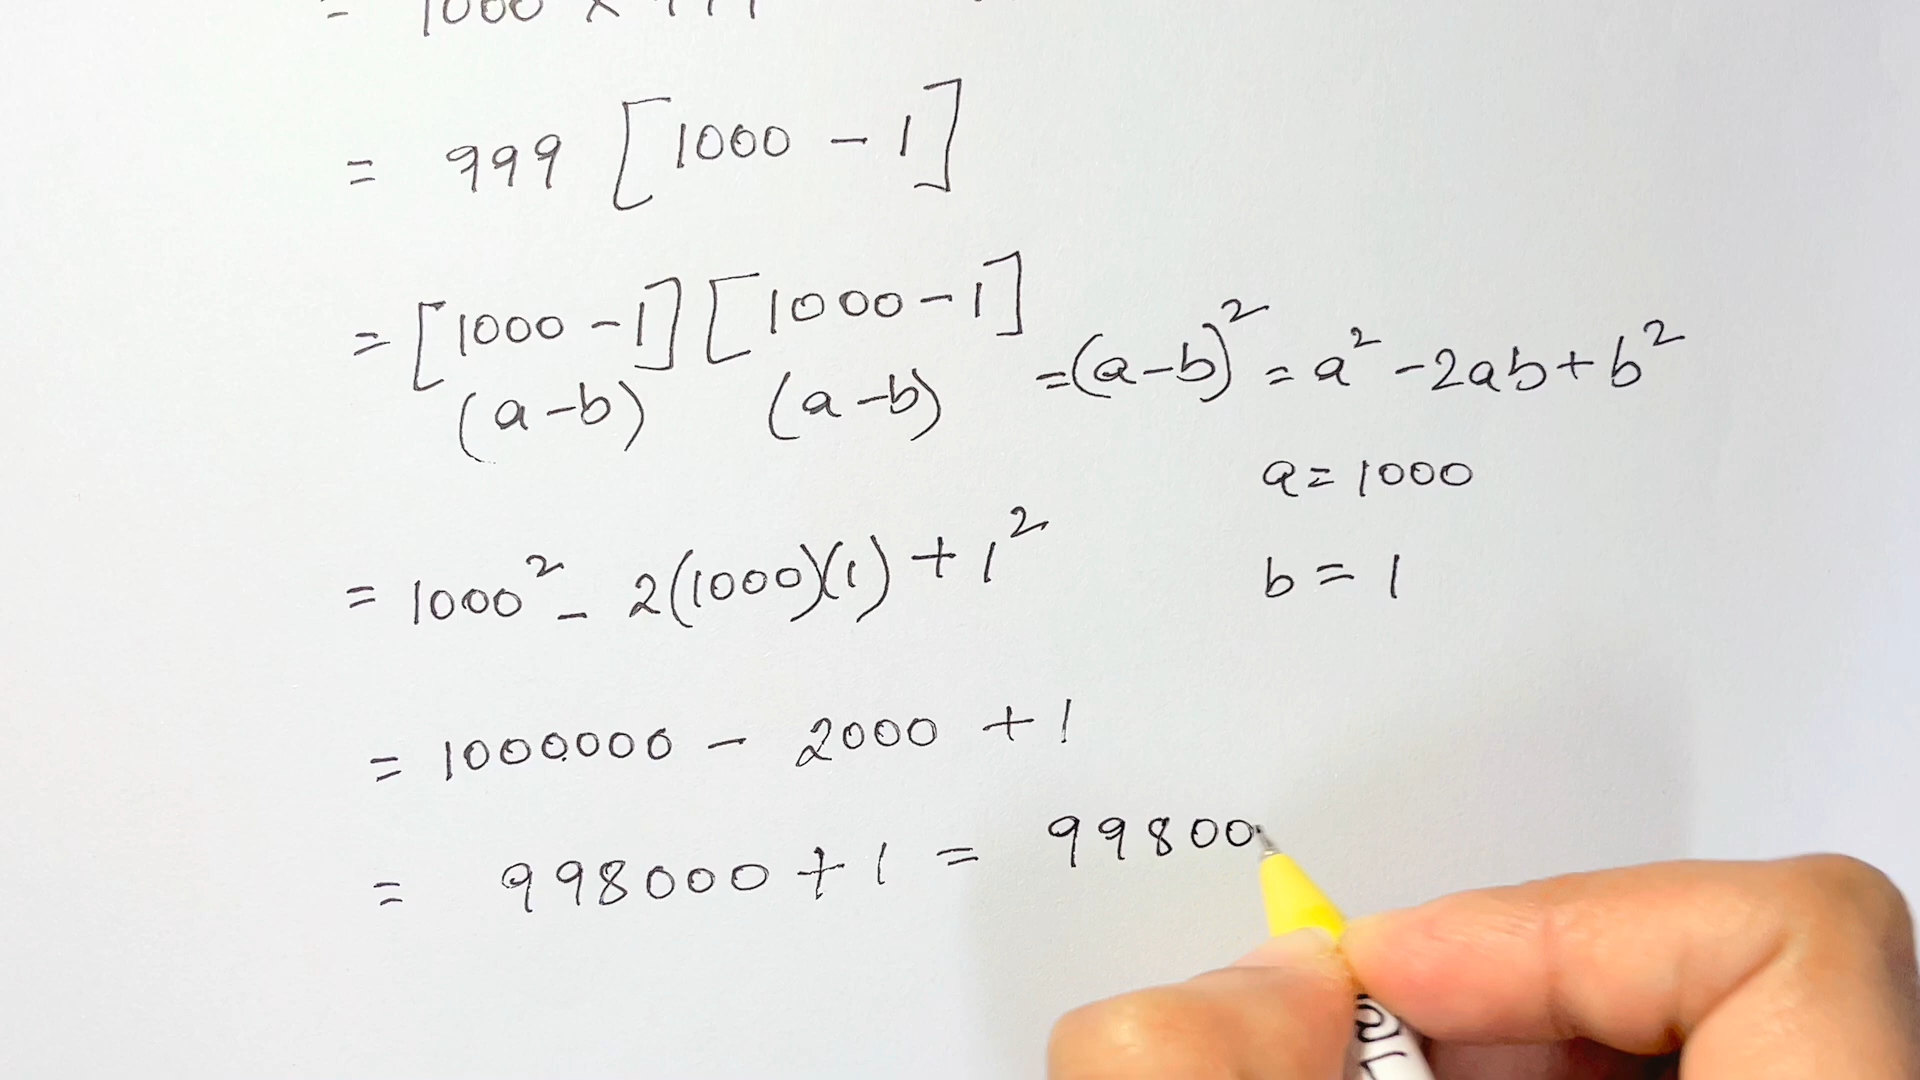 = 1000 ×
= 999 [1000 - 1]
= [1000 - 1] [1000 - 1]
(a-b) (a-b) =(a-b)² = a² - 2ab + b²
a = 1000
b = 1
= 1000² - 2(1000)(1) + 1²
= 1000000 - 2000 + 1
= 998000 + 1 = 99800